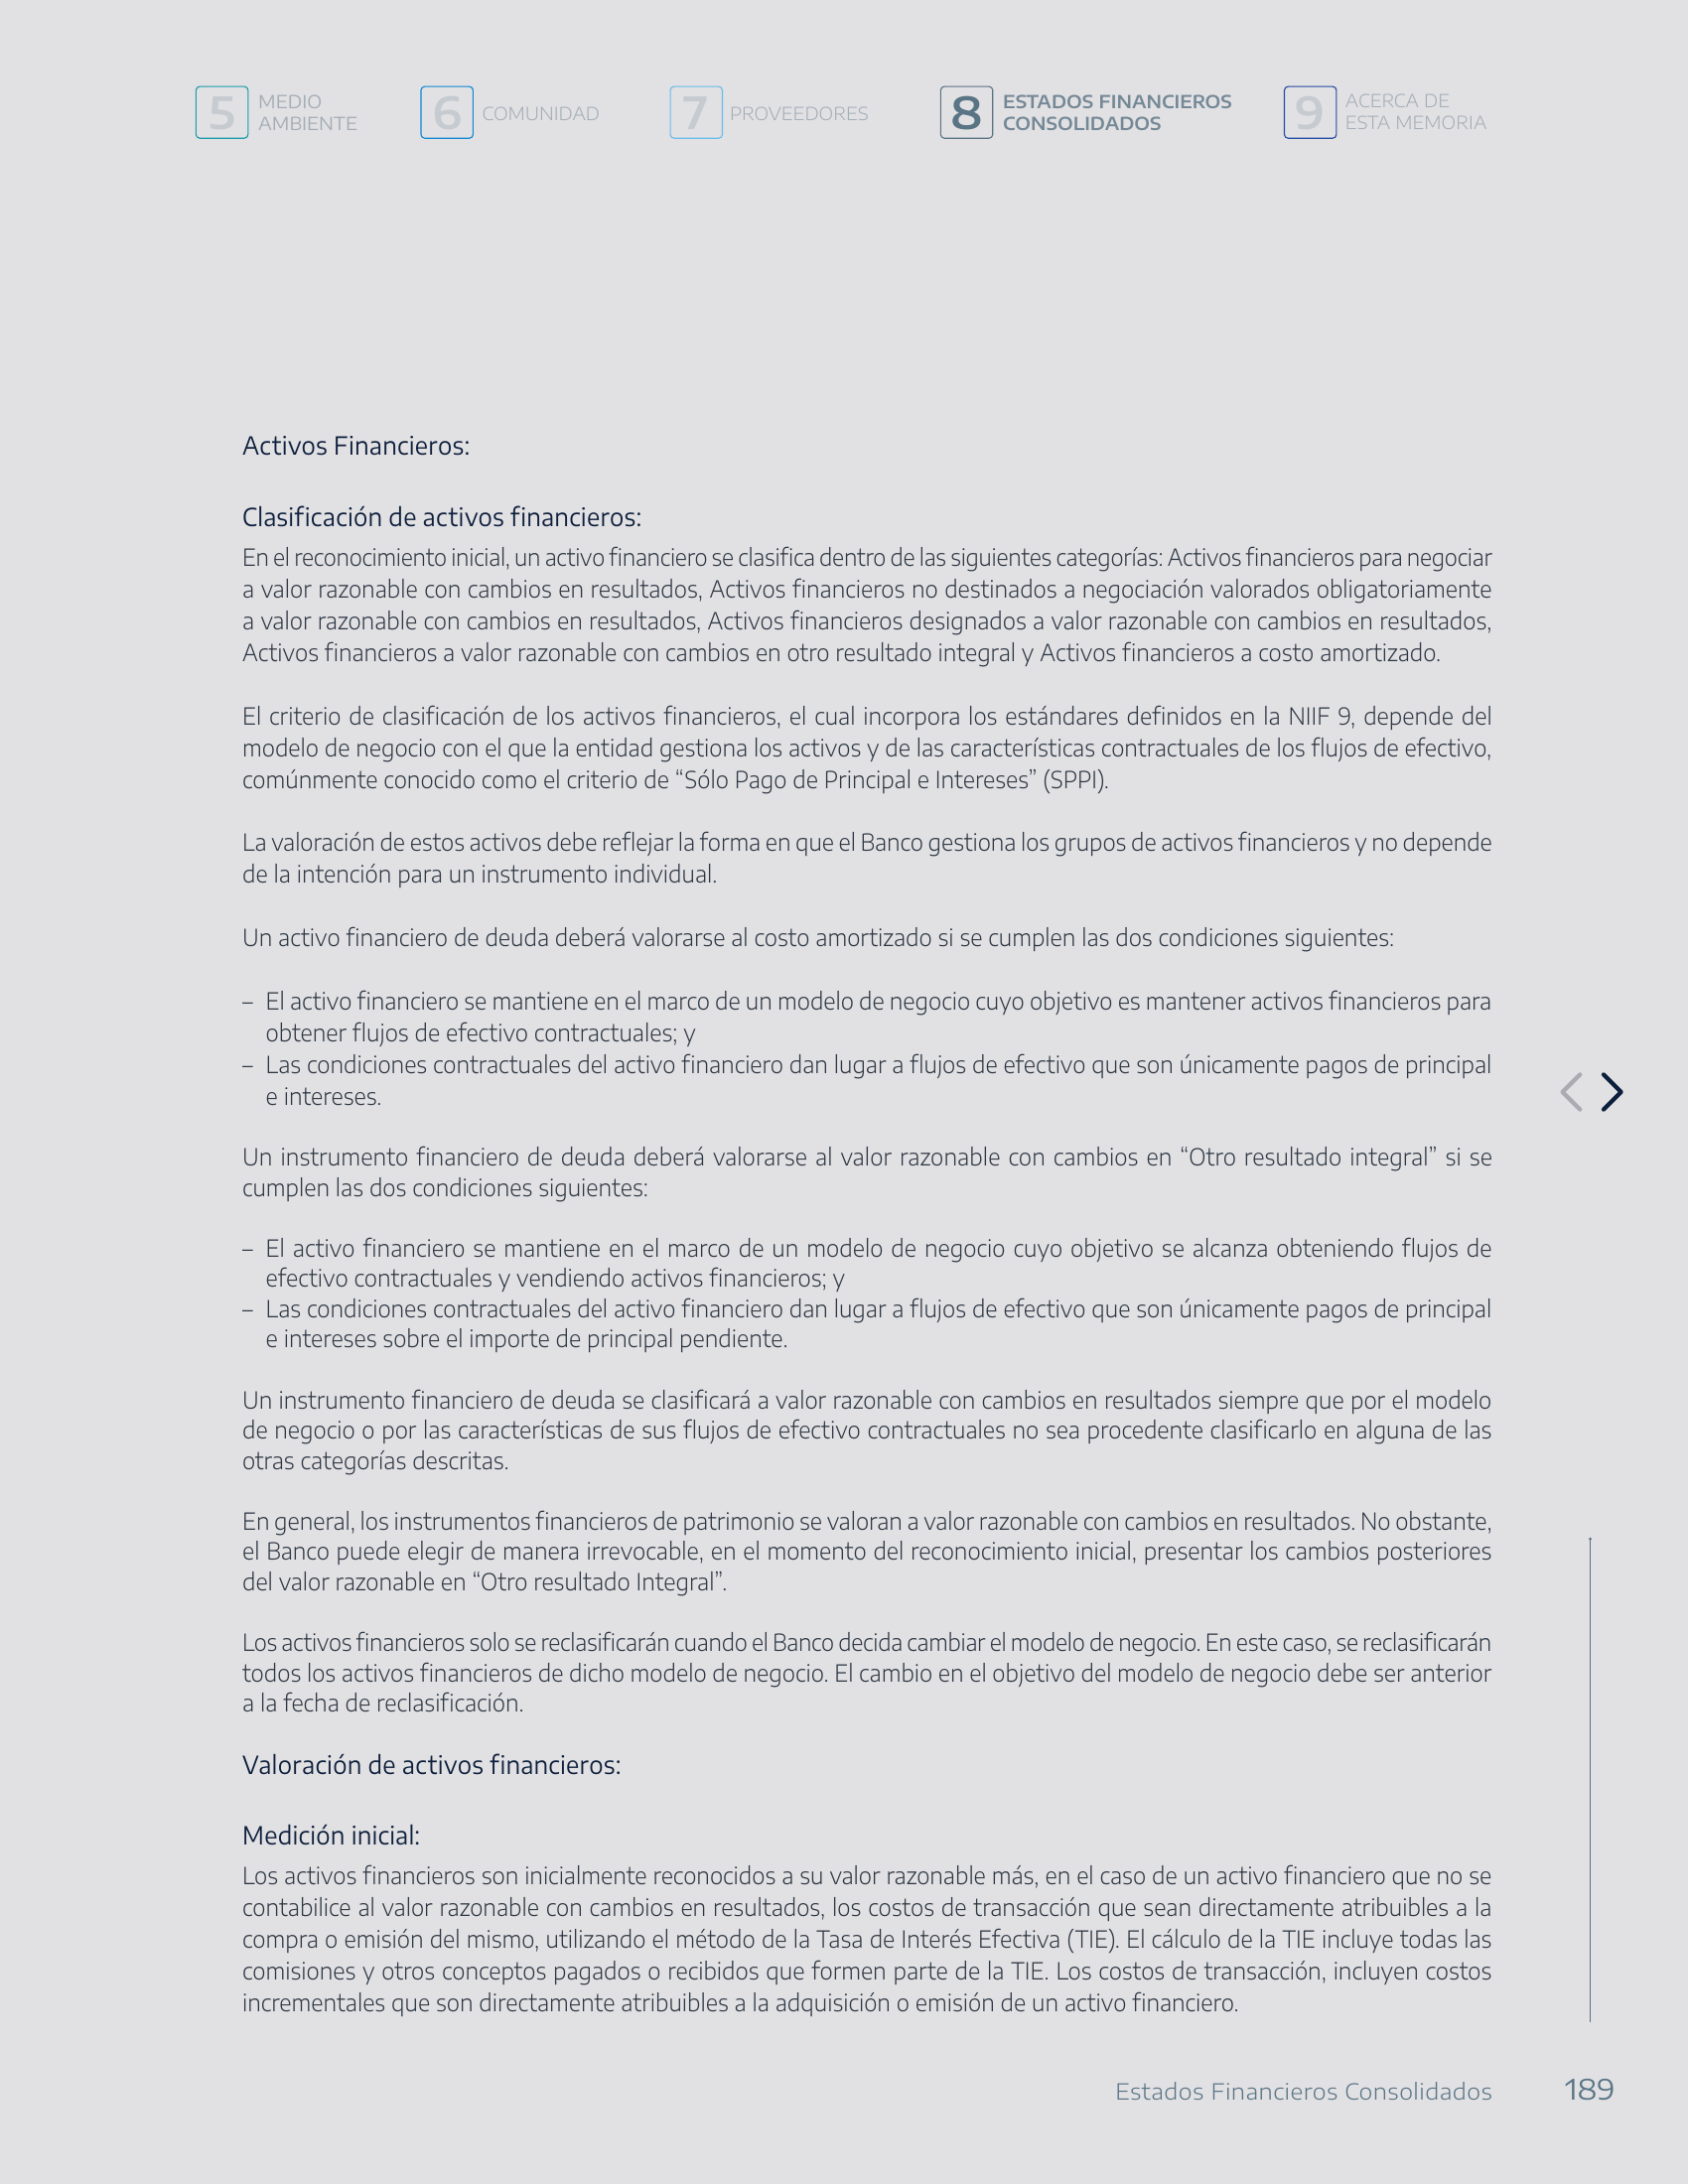 5 MEDIO
AMBIENTE
6 COMUNIDAD
7 PROVEEDORES
8 ESTADOS FINANCIEROS
CONSOLIDADOS
9 ACERCA DE
ESTA MEMORIA
Activos Financieros:
Clasificación de activos financieros:
En el reconocimiento inicial, un activo financiero se clasifica dentro de las siguientes categorías: Activos financieros para negociar
a valor razonable con cambios en resultados, Activos financieros no destinados a negociación valorados obligatoriamente
a valor razonable con cambios en resultados, Activos financieros designados a valor razonable con cambios en resultados,
Activos financieros a valor razonable con cambios en otro resultado integral y Activos financieros a costo amortizado.
El criterio de clasificación de los activos financieros, el cual incorpora los estándares definidos en la NIIF 9, depende del
modelo de negocio con el que la entidad gestiona los activos y de las características contractuales de los flujos de efectivo,
comúnmente conocido como el criterio de “Sólo Pago de Principal e Intereses” (SPPI).
La valoración de estos activos debe reflejar la forma en que el Banco gestiona los grupos de activos financieros y no depende
de la intención para un instrumento individual.
Un activo financiero de deuda deberá valorarse al costo amortizado si se cumplen las dos condiciones siguientes:
– El activo financiero se mantiene en el marco de un modelo de negocio cuyo objetivo es mantener activos financieros para
obtener flujos de efectivo contractuales; y
– Las condiciones contractuales del activo financiero dan lugar a flujos de efectivo que son únicamente pagos de principal
e intereses.
Un instrumento financiero de deuda deberá valorarse al valor razonable con cambios en “Otro resultado integral” si se
cumplen las dos condiciones siguientes:
– El activo financiero se mantiene en el marco de un modelo de negocio cuyo objetivo se alcanza obteniendo flujos de
efectivo contractuales y vendiendo activos financieros; y
– Las condiciones contractuales del activo financiero dan lugar a flujos de efectivo que son únicamente pagos de principal
e intereses sobre el importe de principal pendiente.
Un instrumento financiero de deuda se clasificará a valor razonable con cambios en resultados siempre que por el modelo
de negocio o por las características de sus flujos de efectivo contractuales no sea procedente clasificarlo en alguna de las
otras categorías descritas.
En general, los instrumentos financieros de patrimonio se valoran a valor razonable con cambios en resultados. No obstante,
el Banco puede elegir de manera irrevocable, en el momento del reconocimiento inicial, presentar los cambios posteriores
del valor razonable en “Otro resultado Integral”.
Los activos financieros solo se reclasificarán cuando el Banco decida cambiar el modelo de negocio. En este caso, se reclasificarán
todos los activos financieros de dicho modelo de negocio. El cambio en el objetivo del modelo de negocio debe ser anterior
a la fecha de reclasificación.
Valoración de activos financieros:
Medición inicial:
Los activos financieros son inicialmente reconocidos a su valor razonable más, en el caso de un activo financiero que no se
contabilice al valor razonable con cambios en resultados, los costos de transacción que sean directamente atribuibles a la
compra o emisión del mismo, utilizando el método de la Tasa de Interés Efectiva (TIE). El cálculo de la TIE incluye todas las
comisiones y otros conceptos pagados o recibidos que formen parte de la TIE. Los costos de transacción, incluyen costos
incrementales que son directamente atribuibles a la adquisición o emisión de un activo financiero.
Estados Financieros Consolidados 189